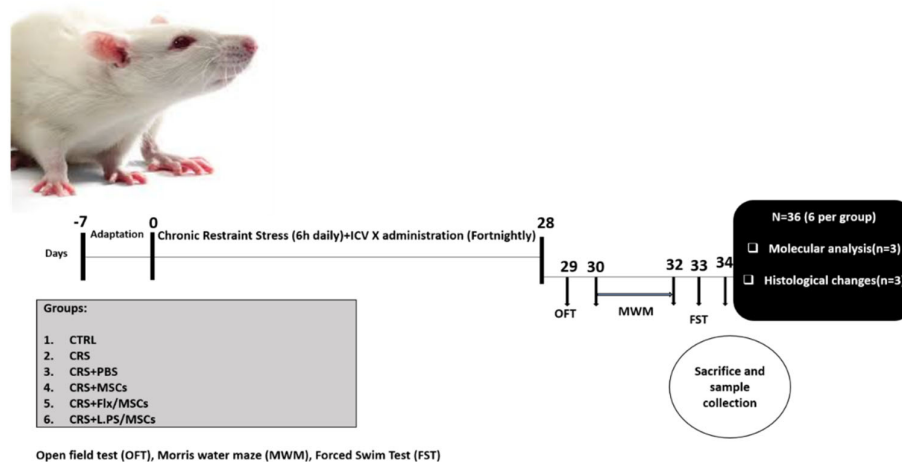 -7
0
28
Adaptation
Chronic Restraint Stress (6h daily)+ICV X administration (Fortnightly)
Days
29
30
32
33
34
OFT
MWM
FST
N=36 (6 per group)
❑ Molecular analysis(n=3)
❑ Histological changes(n=3)
Groups:
1. CTRL
2. CRS
3. CRS+PBS
4. CRS+MSCs
5. CRS+Flx/MSCs
6. CRS+L.PS/MSCs
Sacrifice and
sample
collection
Open field test (OFT), Morris water maze (MWM), Forced Swim Test (FST)